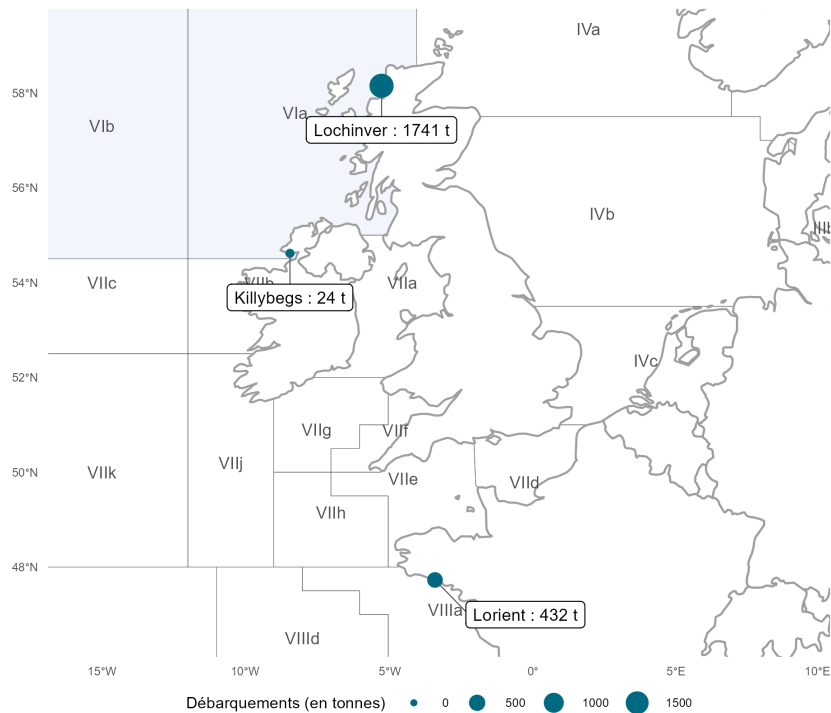 IVa
58°N
VIa
VIb
Lochinver : 1741 t
56°N
IVb
IIIb
54°N
VIIc
VIIb
VIIa
Killybegs : 24 t
IVc
52°N
VIIg
VIIf
VIIj
50°N
VIIk
VIIe
VIId
VIIh
48°N
VIIIa
Lorient : 432 t
VIIId
15°W 10°W 5°W 0° 5°E 10°E
Débarquements (en tonnes) 0 500 1000 1500